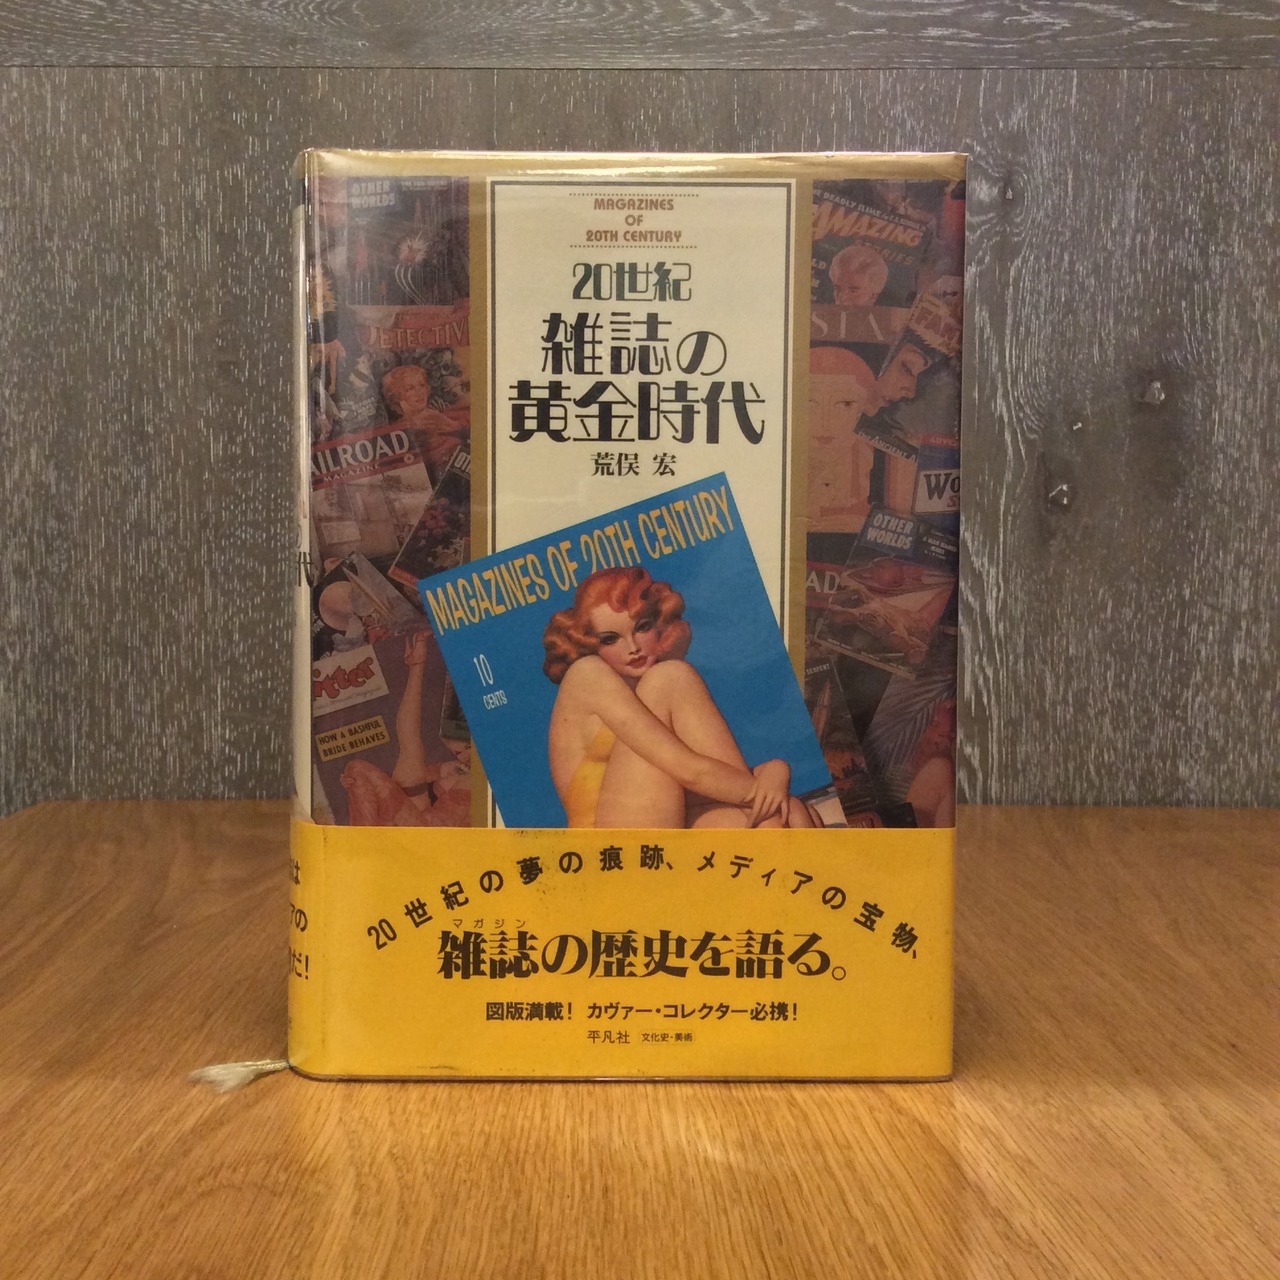 MAGAZINES
OF
20TH CENTURY
20世紀
雑誌の
黄金時代
荒俣 宏
MAGAZINES OF 20TH CENTURY
10
CENTS
OTHER
WORLDS
DETECTIV
AILROAD
MAGAZINE
itter
HOW A BASHFUL
BRIDE BEHAVES
AMAZING
OTHER
WORLDS
代
20世紀の夢の痕跡、メディアの宝物、
マガジン
雑誌の歴史を語る。
図版満載! カヴァー・コレクター必携!
平凡社 文化史・美術